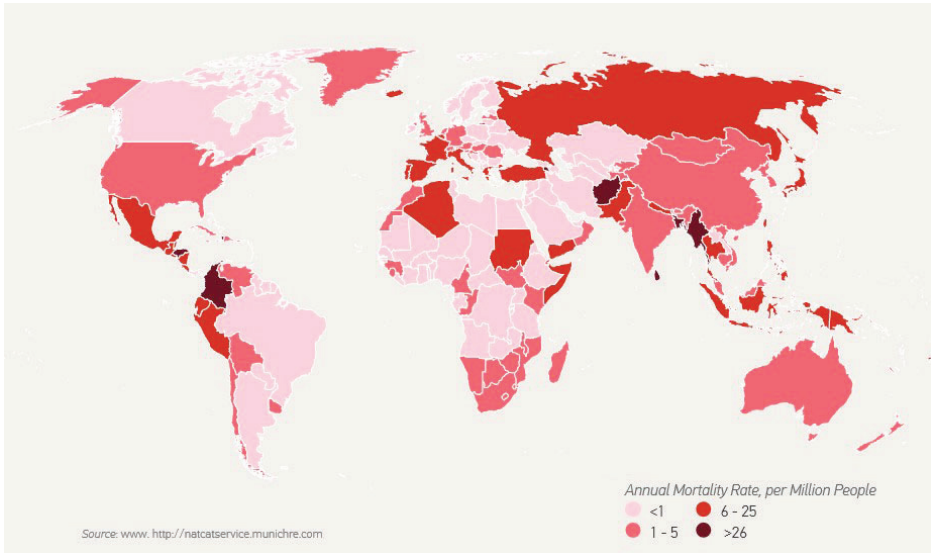 Annual Mortality Rate, per Million People
<1
6 - 25
1 - 5
>26
Source: www. http://natcatservice.munichre.com